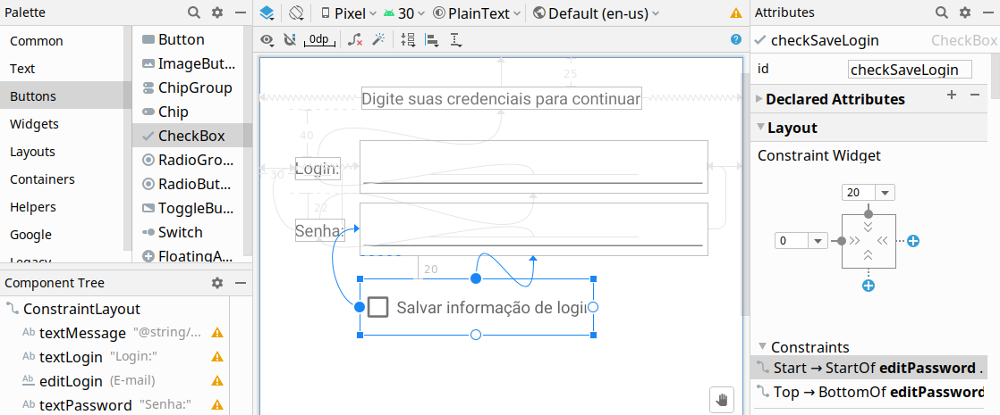 Palette
Common
Text
Buttons
Widgets
Layouts
Containers
Helpers
Google
Legacy
Button
ImageBut...
ChipGroup
Chip
CheckBox
RadioGro...
RadioBut...
ToggleBu...
Switch
FloatingA...
Component Tree
ConstraintLayout
Ab textMessage "@string/...
Ab textLogin "Login:"
Ab editLogin (E-mail)
Ab textPassword "Senha:"
Pixel 30 PlainText Default (en-us)
0dp
25
Digite suas credenciais para continuar
40
Login:
30
22
Senha:
20
Salvar informação de login
Attributes
checkSaveLogin CheckBox
id checkSaveLogin
Declared Attributes
Layout
Constraint Widget
20
0
Constraints
Start → StartOf editPassword .
Top → BottomOf editPassword